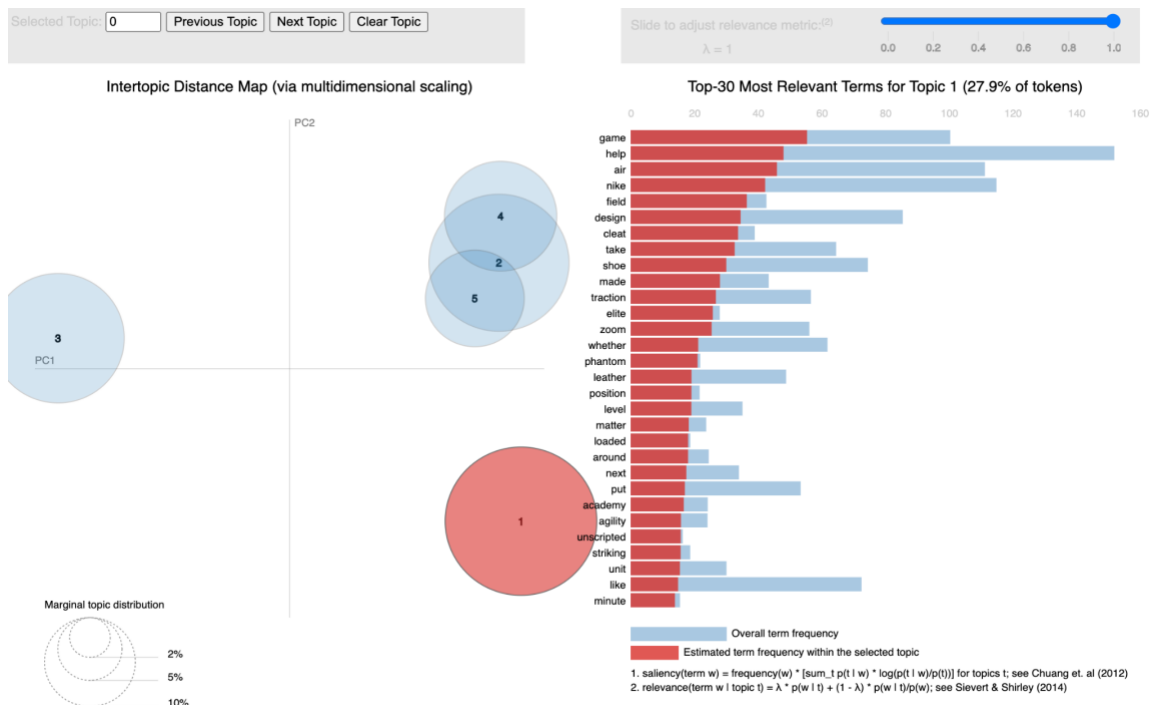 Selected Topic: 0 Previous Topic Next Topic Clear Topic
Slide to adjust relevance metric:(2)
λ = 1
0.0 0.2 0.4 0.6 0.8 1.0
Intertopic Distance Map (via multidimensional scaling)
PC2
PC1
4
2
5
3
1
Marginal topic distribution
2%
5%
10%
Top-30 Most Relevant Terms for Topic 1 (27.9% of tokens)
0 20 40 60 80 100 120 140 160
game
help
air
nike
field
design
cleat
take
shoe
made
traction
elite
zoom
whether
phantom
leather
position
level
matter
loaded
around
next
put
academy
agility
unscripted
striking
unit
like
minute
Overall term frequency
Estimated term frequency within the selected topic
1. saliency(term w) = frequency(w) * [sum_t p(t | w) * log(p(t | w)/p(t))] for topics t; see Chuang et. al (2012)
2. relevance(term w | topic t) = λ * p(w | t) + (1 - λ) * p(w | t)/p(w); see Sievert & Shirley (2014)